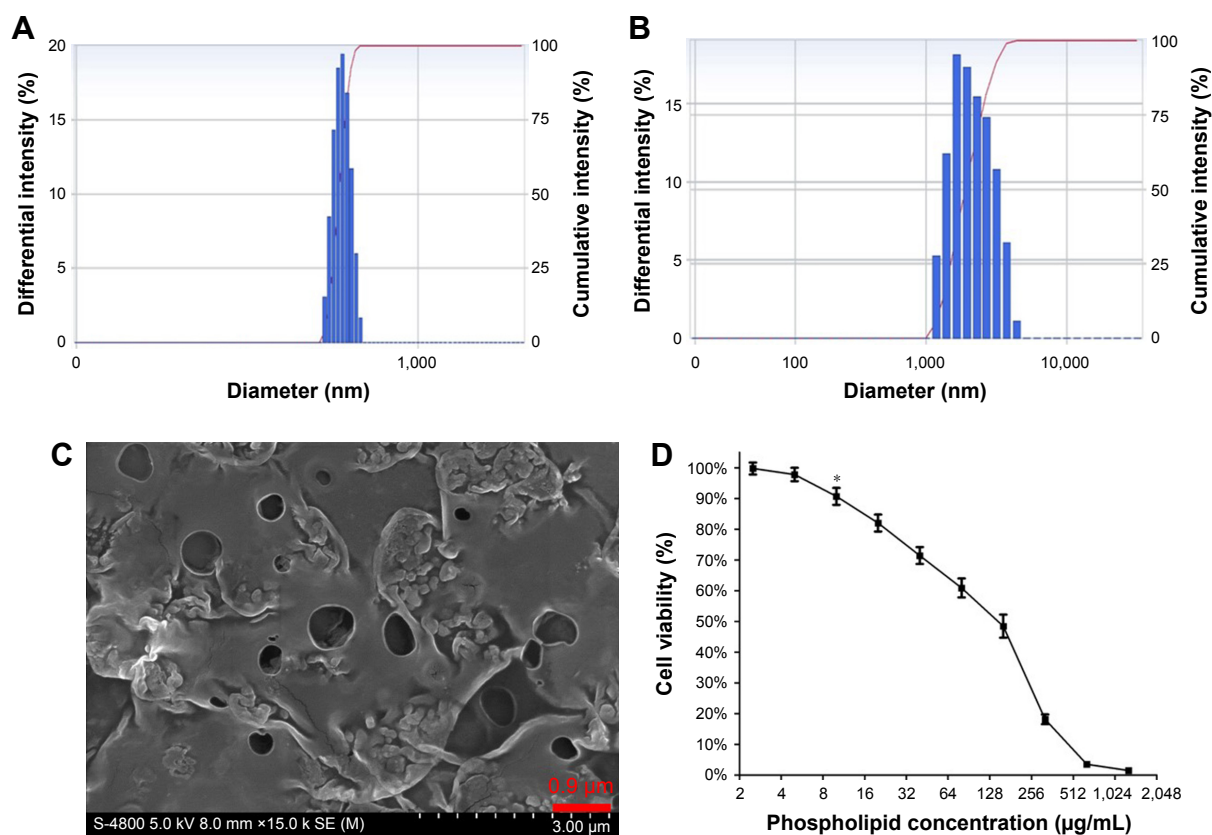 A
Differential intensity (%)
20
15
10
5
0
100
75
50
25
0
Cumulative intensity (%)
0
1,000
Diameter (nm)
B
Differential intensity (%)
15
10
5
0
100
75
50
25
0
Cumulative intensity (%)
0
100
1,000
10,000
Diameter (nm)
C
0.9 µm
S-4800 5.0 kV 8.0 mm ×15.0 k SE (M)
3.00 µm
D
Cell viability (%)
100%
90%
80%
70%
60%
50%
40%
30%
20%
10%
0%
*
2 4 8 16 32 64 128 256 512 1,024 2,048
Phospholipid concentration (µg/mL)